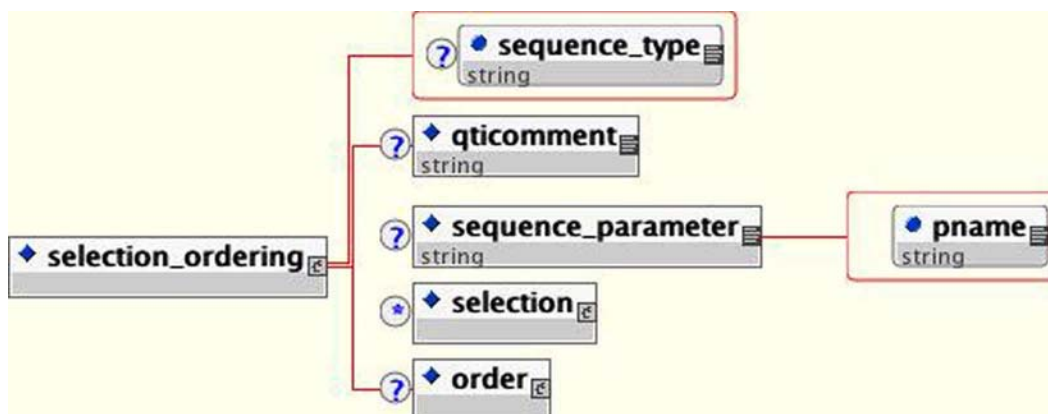 ? sequence_type
string
? qticomment
string
? sequence_parameter
string
pname
string
selection_ordering
* selection
? order